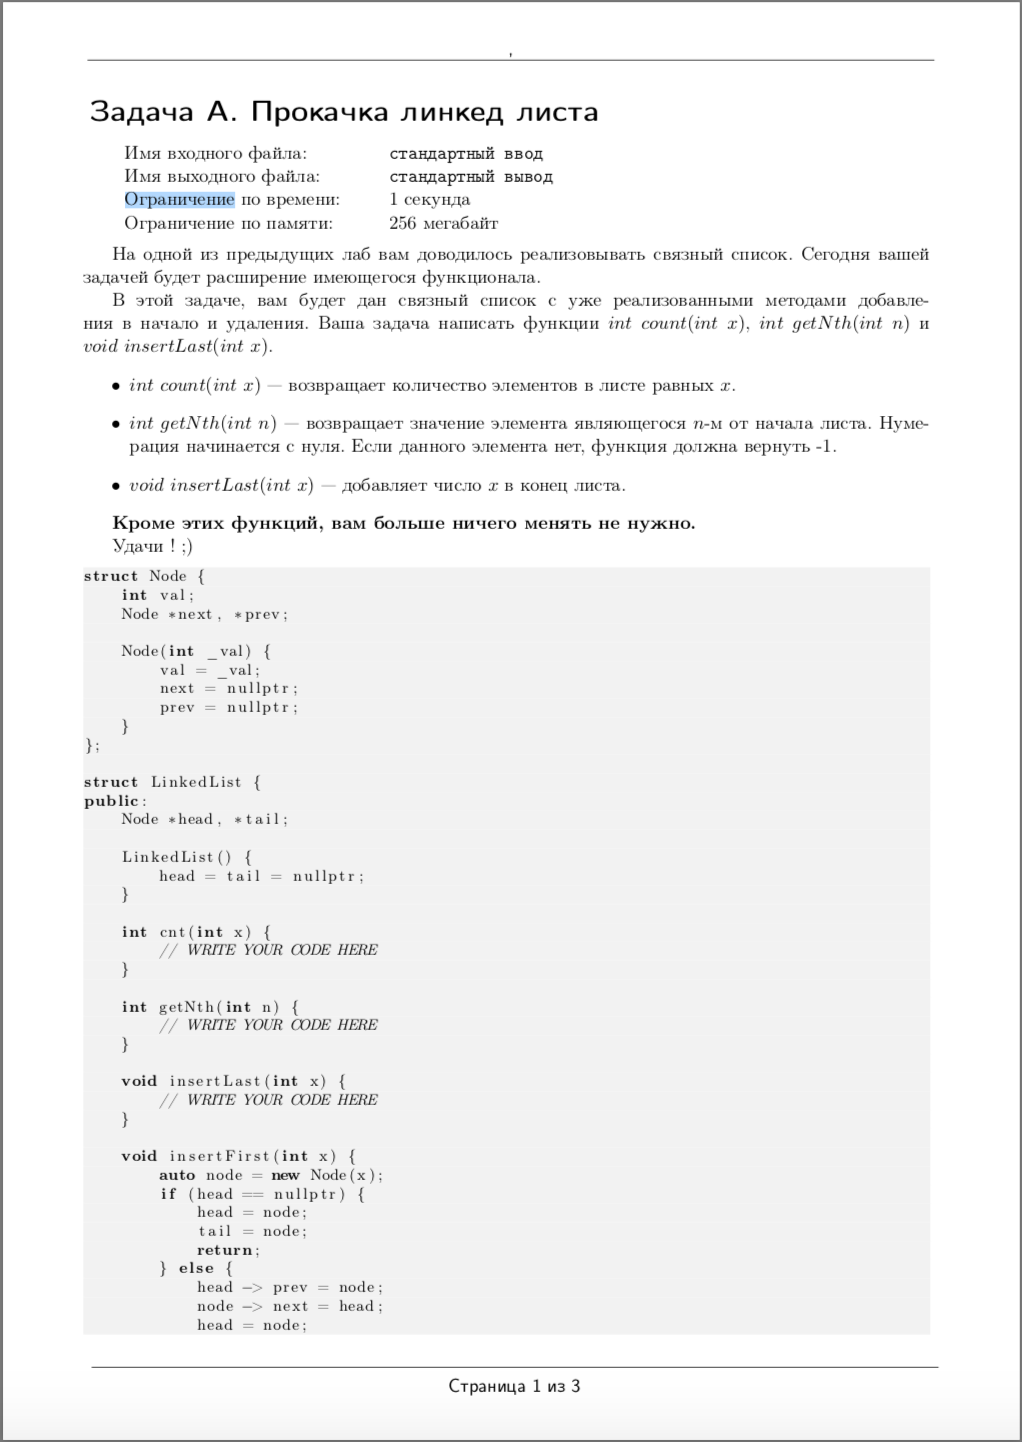 ,
Задача A. Прокачка линкед листа
Имя входного файла: стандартный ввод
Имя выходного файла: стандартный вывод
Ограничение по времени: 1 секунда
Ограничение по памяти: 256 мегабайт
На одной из предыдущих лаб вам доводилось реализовывать связный список. Сегодня вашей
задачей будет расширение имеющегося функционала.
В этой задаче, вам будет дан связный список с уже реализованными методами добавле-
ния в начало и удаления. Ваша задача написать функции int count(int x), int getNth(int n) и
void insertLast(int x).
• int count(int x) — возвращает количество элементов в листе равных x.
• int getNth(int n) — возвращает значение элемента являющегося n-м от начала листа. Нуме-
рация начинается с нуля. Если данного элемента нет, функция должна вернуть -1.
• void insertLast(int x) — добавляет число x в конец листа.
Кроме этих функций, вам больше ничего менять не нужно.
Удачи ! ;)
struct Node {
    int val;
    Node *next, *prev;

    Node(int _val) {
        val = _val;
        next = nullptr;
        prev = nullptr;
    }
};

struct LinkedList {
public:
    Node *head, *tail;

    LinkedList() {
        head = tail = nullptr;
    }

    int cnt(int x) {
        // WRITE YOUR CODE HERE
    }

    int getNth(int n) {
        // WRITE YOUR CODE HERE
    }

    void insertLast(int x) {
        // WRITE YOUR CODE HERE
    }

    void insertFirst(int x) {
        auto node = new Node(x);
        if (head == nullptr) {
            head = node;
            tail = node;
            return;
        } else {
            head -> prev = node;
            node -> next = head;
            head = node;
Страница 1 из 3